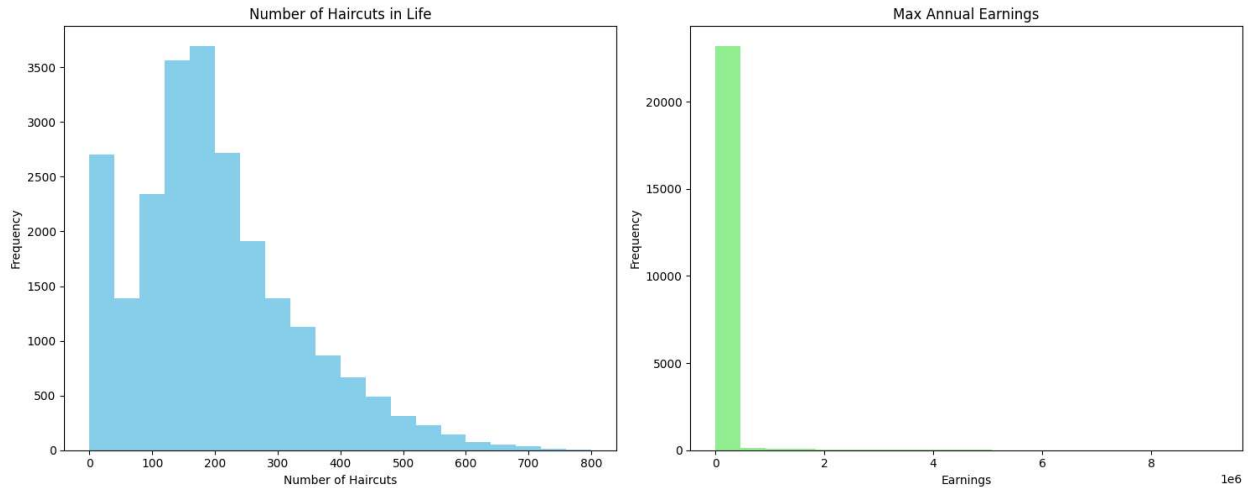 Number of Haircuts in Life
3500
3000
2500
2000
1500
1000
500
0
Frequency
0 100 200 300 400 500 600 700 800
Number of Haircuts
Max Annual Earnings
20000
15000
10000
5000
0
Frequency
0 2 4 6 8
1e6
Earnings